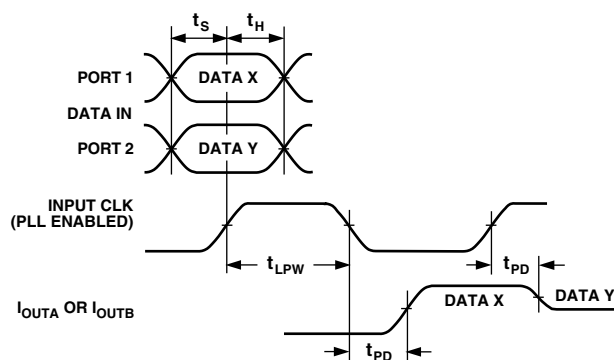 tS tH
PORT 1
DATA X
DATA IN
PORT 2
DATA Y
INPUT CLK
(PLL ENABLED)
tLPW
tPD
IOUTA OR IOUTB
DATA X
DATA Y
tPD